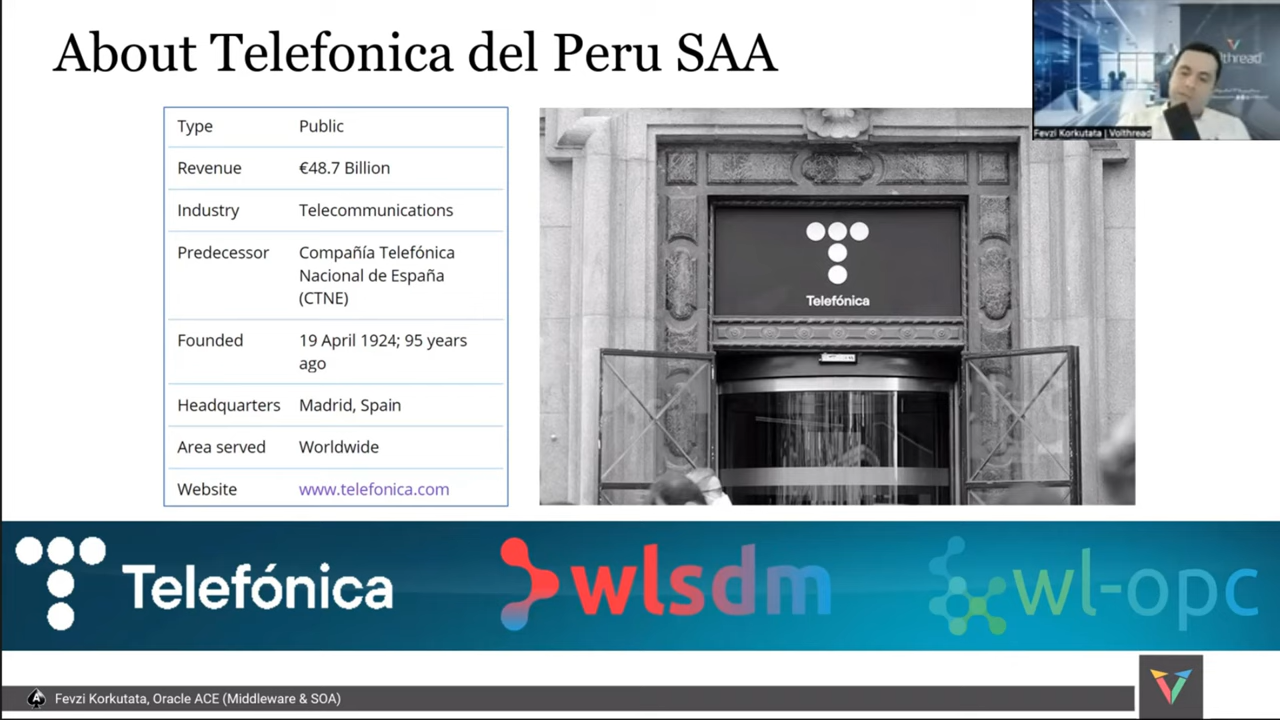 About Telefonica del Peru SAA
Type Public
Revenue €48.7 Billion
Industry Telecommunications
Predecessor Compañía Telefónica
Nacional de España
(CTNE)
Founded 19 April 1924; 95 years
ago
Headquarters Madrid, Spain
Area served Worldwide
Website www.telefonica.com
Telefónica
Fevzi Korkutata | Volthread
Telefónica
wlsdm
wl-opc
Fevzi Korkutata, Oracle ACE (Middleware & SOA)